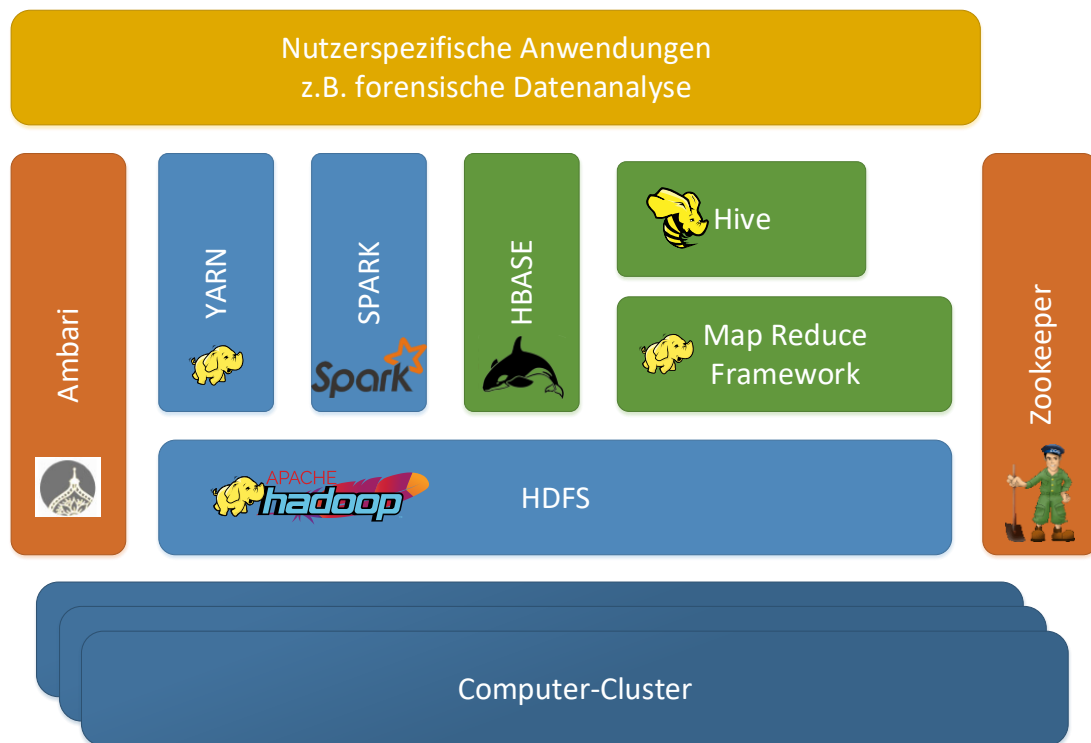 Nutzerspezifische Anwendungen
z.B. forensische Datenanalyse
Ambari
YARN
SPARK
Spark
HBASE
Hive
Map Reduce
Framework
Zookeeper
APACHE
hadoop
HDFS
Computer-Cluster